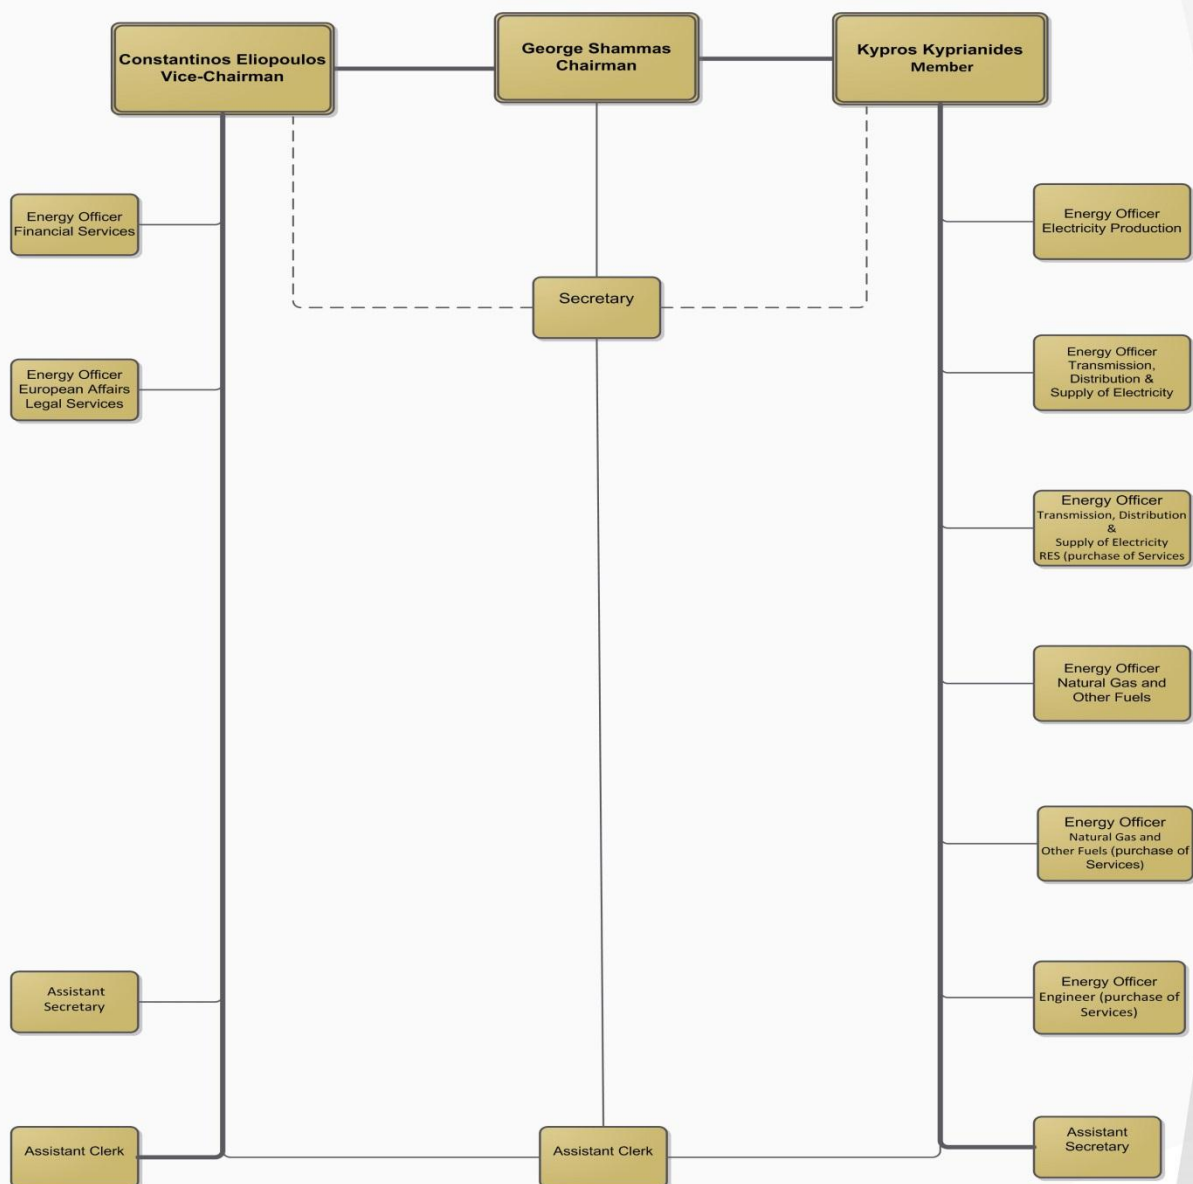 Constantinos Eliopoulos
Vice-Chairman
George Shammas
Chairman
Kypros Kyprianides
Member
Energy Officer
Financial Services
Energy Officer
Electricity Production
Secretary
Energy Officer
European Affairs
Legal Services
Energy Officer
Transmission,
Distribution &
Supply of Electricity
Energy Officer
Transmission, Distribution
&
Supply of Electricity
RES (purchase of Services
Energy Officer
Natural Gas and
Other Fuels
Energy Officer
Natural Gas and
Other Fuels (purchase of
Services)
Assistant
Secretary
Energy Officer
Engineer (purchase of
Services)
Assistant Clerk
Assistant Clerk
Assistant
Secretary